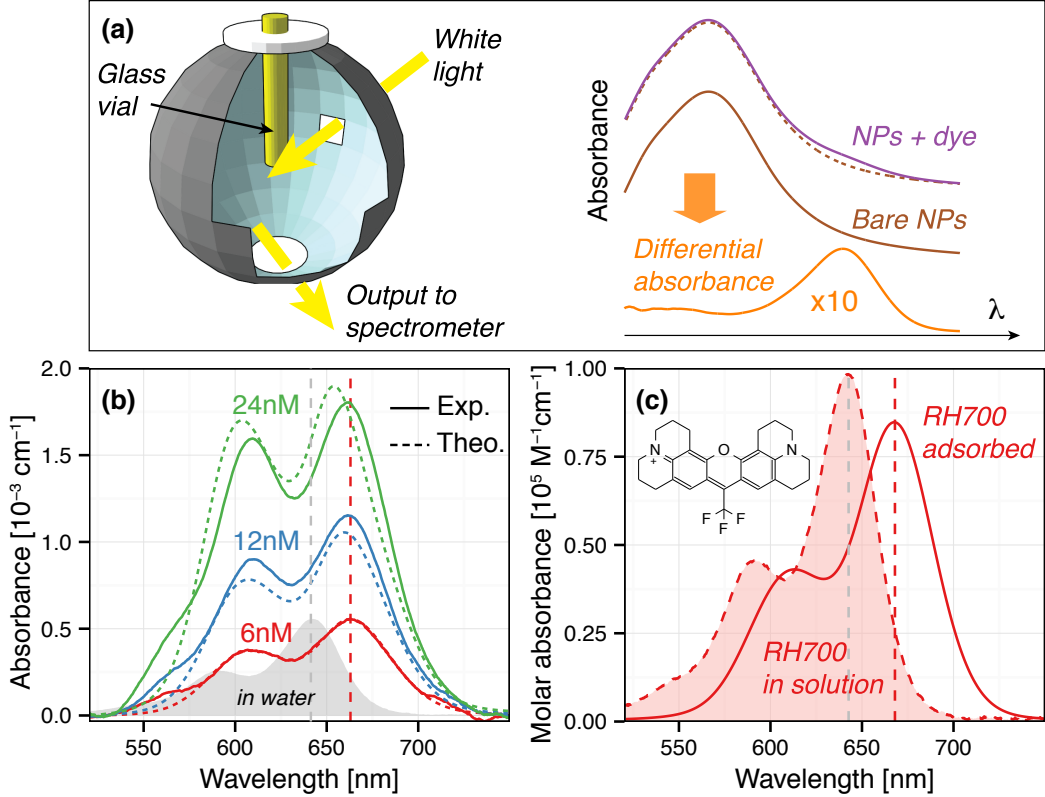 (a)
White
light
Glass
vial
Output to
spectrometer
Absorbance
NPs + dye
Bare NPs
Differential
absorbance
x10
λ
(b)
24nM
12nM
6nM
in water
Exp.
Theo.
Absorbance [10⁻³ cm⁻¹]
2.0
1.5
1.0
0.5
0.0
550
600
650
700
Wavelength [nm]
(c)
RH700
adsorbed
RH700
in solution
N
+
O
N
F
F
F
Molar absorbance [10⁵ M⁻¹cm⁻¹]
1.00
0.75
0.50
0.25
0.00
550
600
650
700
Wavelength [nm]